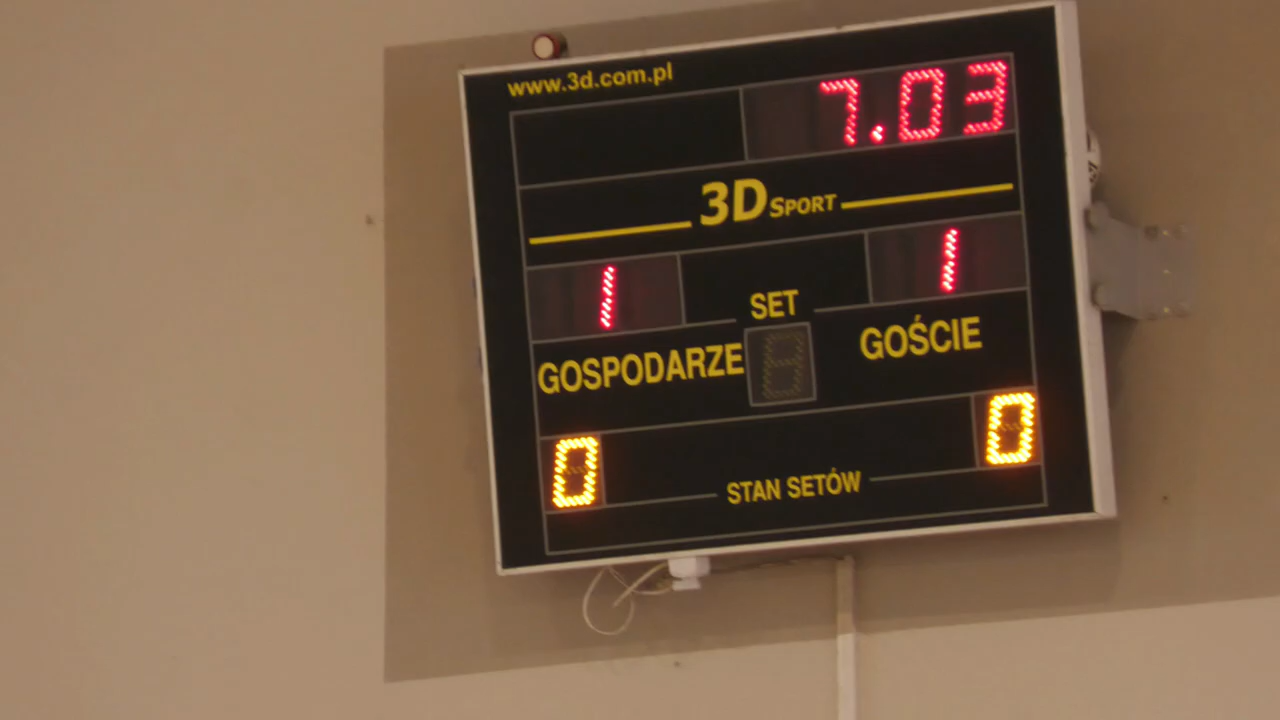 www.3d.com.pl
7.03
3D SPORT
1 1
SET
GOSPODARZE GOŚCIE
0 0
STAN SETÓW